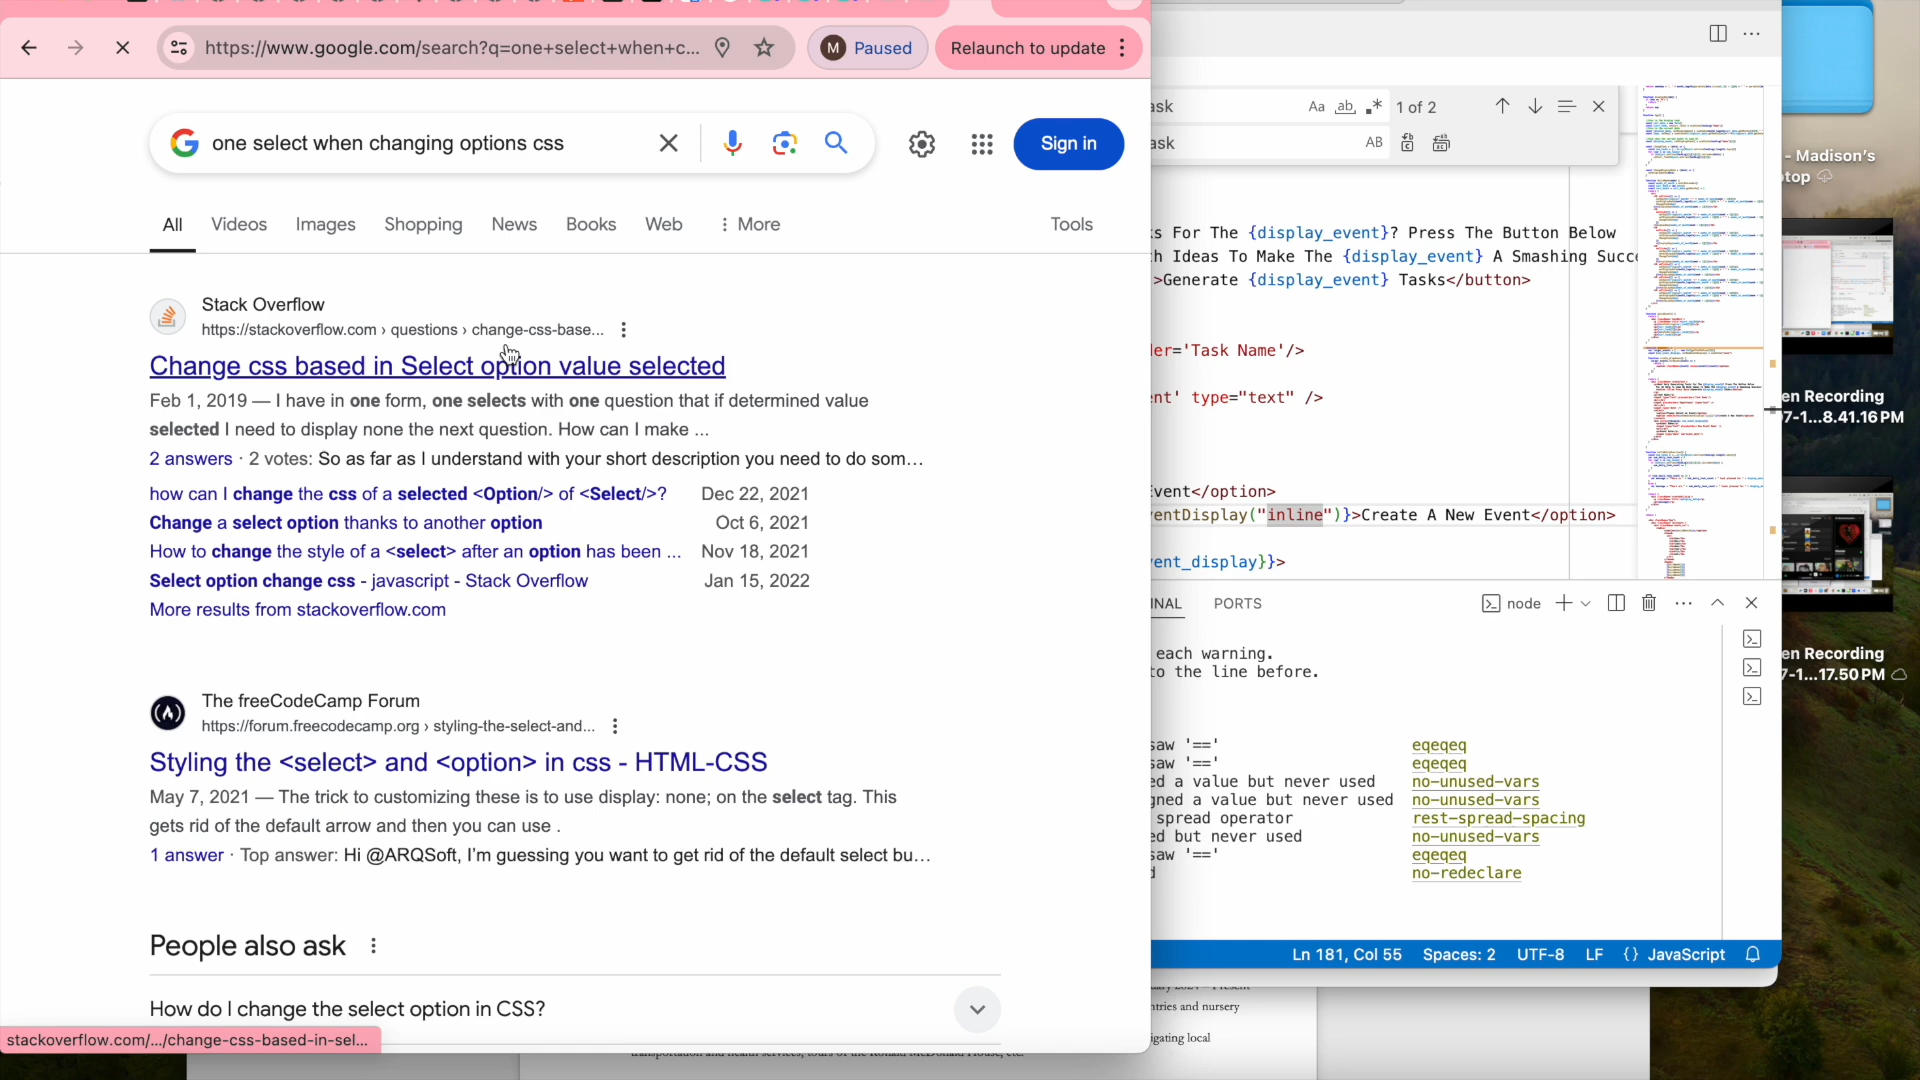 https://www.google.com/search?q=one+select+when+c...
M Paused
Relaunch to update
one select when changing options css
Sign in
All Videos Images Shopping News Books Web More Tools
Stack Overflow
https://stackoverflow.com › questions › change-css-base...
Change css based in Select option value selected
Feb 1, 2019 — I have in one form, one selects with one question that if determined value
selected I need to display none the next question. How can I make ...
2 answers · 2 votes: So as far as I understand with your short description you need to do som...
how can I change the css of a selected <Option/> of <Select/>? Dec 22, 2021
Change a select option thanks to another option Oct 6, 2021
How to change the style of a <select> after an option has been ... Nov 18, 2021
Select option change css - javascript - Stack Overflow Jan 15, 2022
More results from stackoverflow.com
The freeCodeCamp Forum
https://forum.freecodecamp.org › styling-the-select-and...
Styling the <select> and <option> in css - HTML-CSS
May 7, 2021 — The trick to customizing these is to use display: none; on the select tag. This
gets rid of the default arrow and then you can use .
1 answer · Top answer: Hi @ARQSoft, I'm guessing you want to get rid of the default select bu...
People also ask
How do I change the select option in CSS?
stackoverflow.com/.../change-css-based-in-sel...
ask Aa ab 1 of 2
ask AB
s For The {display_event}? Press The Button Below
h Ideas To Make The {display_event} A Smashing Succ
>Generate {display_event} Tasks</button>
der='Task Name'/>
ent' type="text" />
Event</option>
ventDisplay("inline")}>Create A New Event</option>
vent_display}}>
INAL PORTS
node
each warning.
to the line before.
saw '==' eqeqeq
saw '==' eqeqeq
ed a value but never used no-unused-vars
gned a value but never used no-unused-vars
spread operator rest-spread-spacing
ed but never used no-unused-vars
saw '==' eqeqeq
d no-redeclare
Ln 181, Col 55 Spaces: 2 UTF-8 LF {} JavaScript
- Madison's
top
en Recording
7-1...8.41.16 PM
en Recording
7-1...17.50 PM
ntries and nursery
igating local